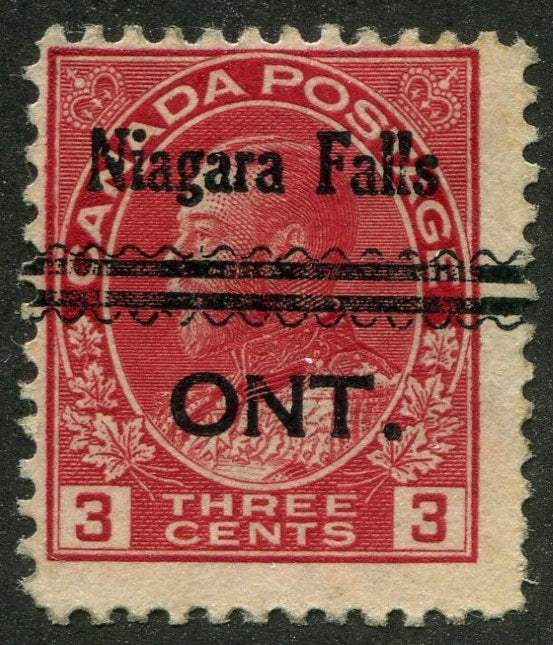 CANADA POSTAGE
Niagara Falls
ONT.
3 THREE 3
CENTS